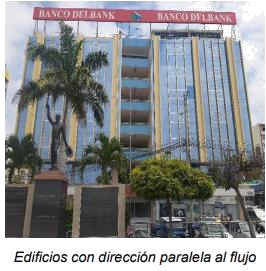 BANCO DELBANK BANCO DELBANK
Edificios con dirección paralela al flujo